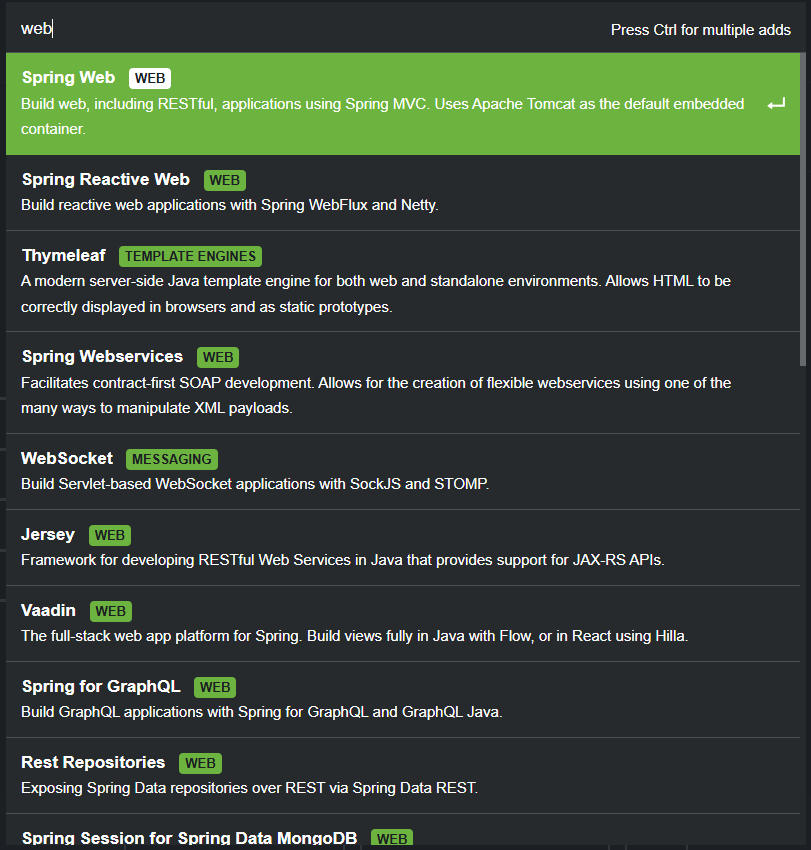 web
Press Ctrl for multiple adds
Spring Web WEB
Build web, including RESTful, applications using Spring MVC. Uses Apache Tomcat as the default embedded
container.
Spring Reactive Web WEB
Build reactive web applications with Spring WebFlux and Netty.
Thymeleaf TEMPLATE ENGINES
A modern server-side Java template engine for both web and standalone environments. Allows HTML to be
correctly displayed in browsers and as static prototypes.
Spring Webservices WEB
Facilitates contract-first SOAP development. Allows for the creation of flexible webservices using one of the
many ways to manipulate XML payloads.
WebSocket MESSAGING
Build Servlet-based WebSocket applications with SockJS and STOMP.
Jersey WEB
Framework for developing RESTful Web Services in Java that provides support for JAX-RS APIs.
Vaadin WEB
The full-stack web app platform for Spring. Build views fully in Java with Flow, or in React using Hilla.
Spring for GraphQL WEB
Build GraphQL applications with Spring for GraphQL and GraphQL Java.
Rest Repositories WEB
Exposing Spring Data repositories over REST via Spring Data REST.
Spring Session for Spring Data MongoDB WEB